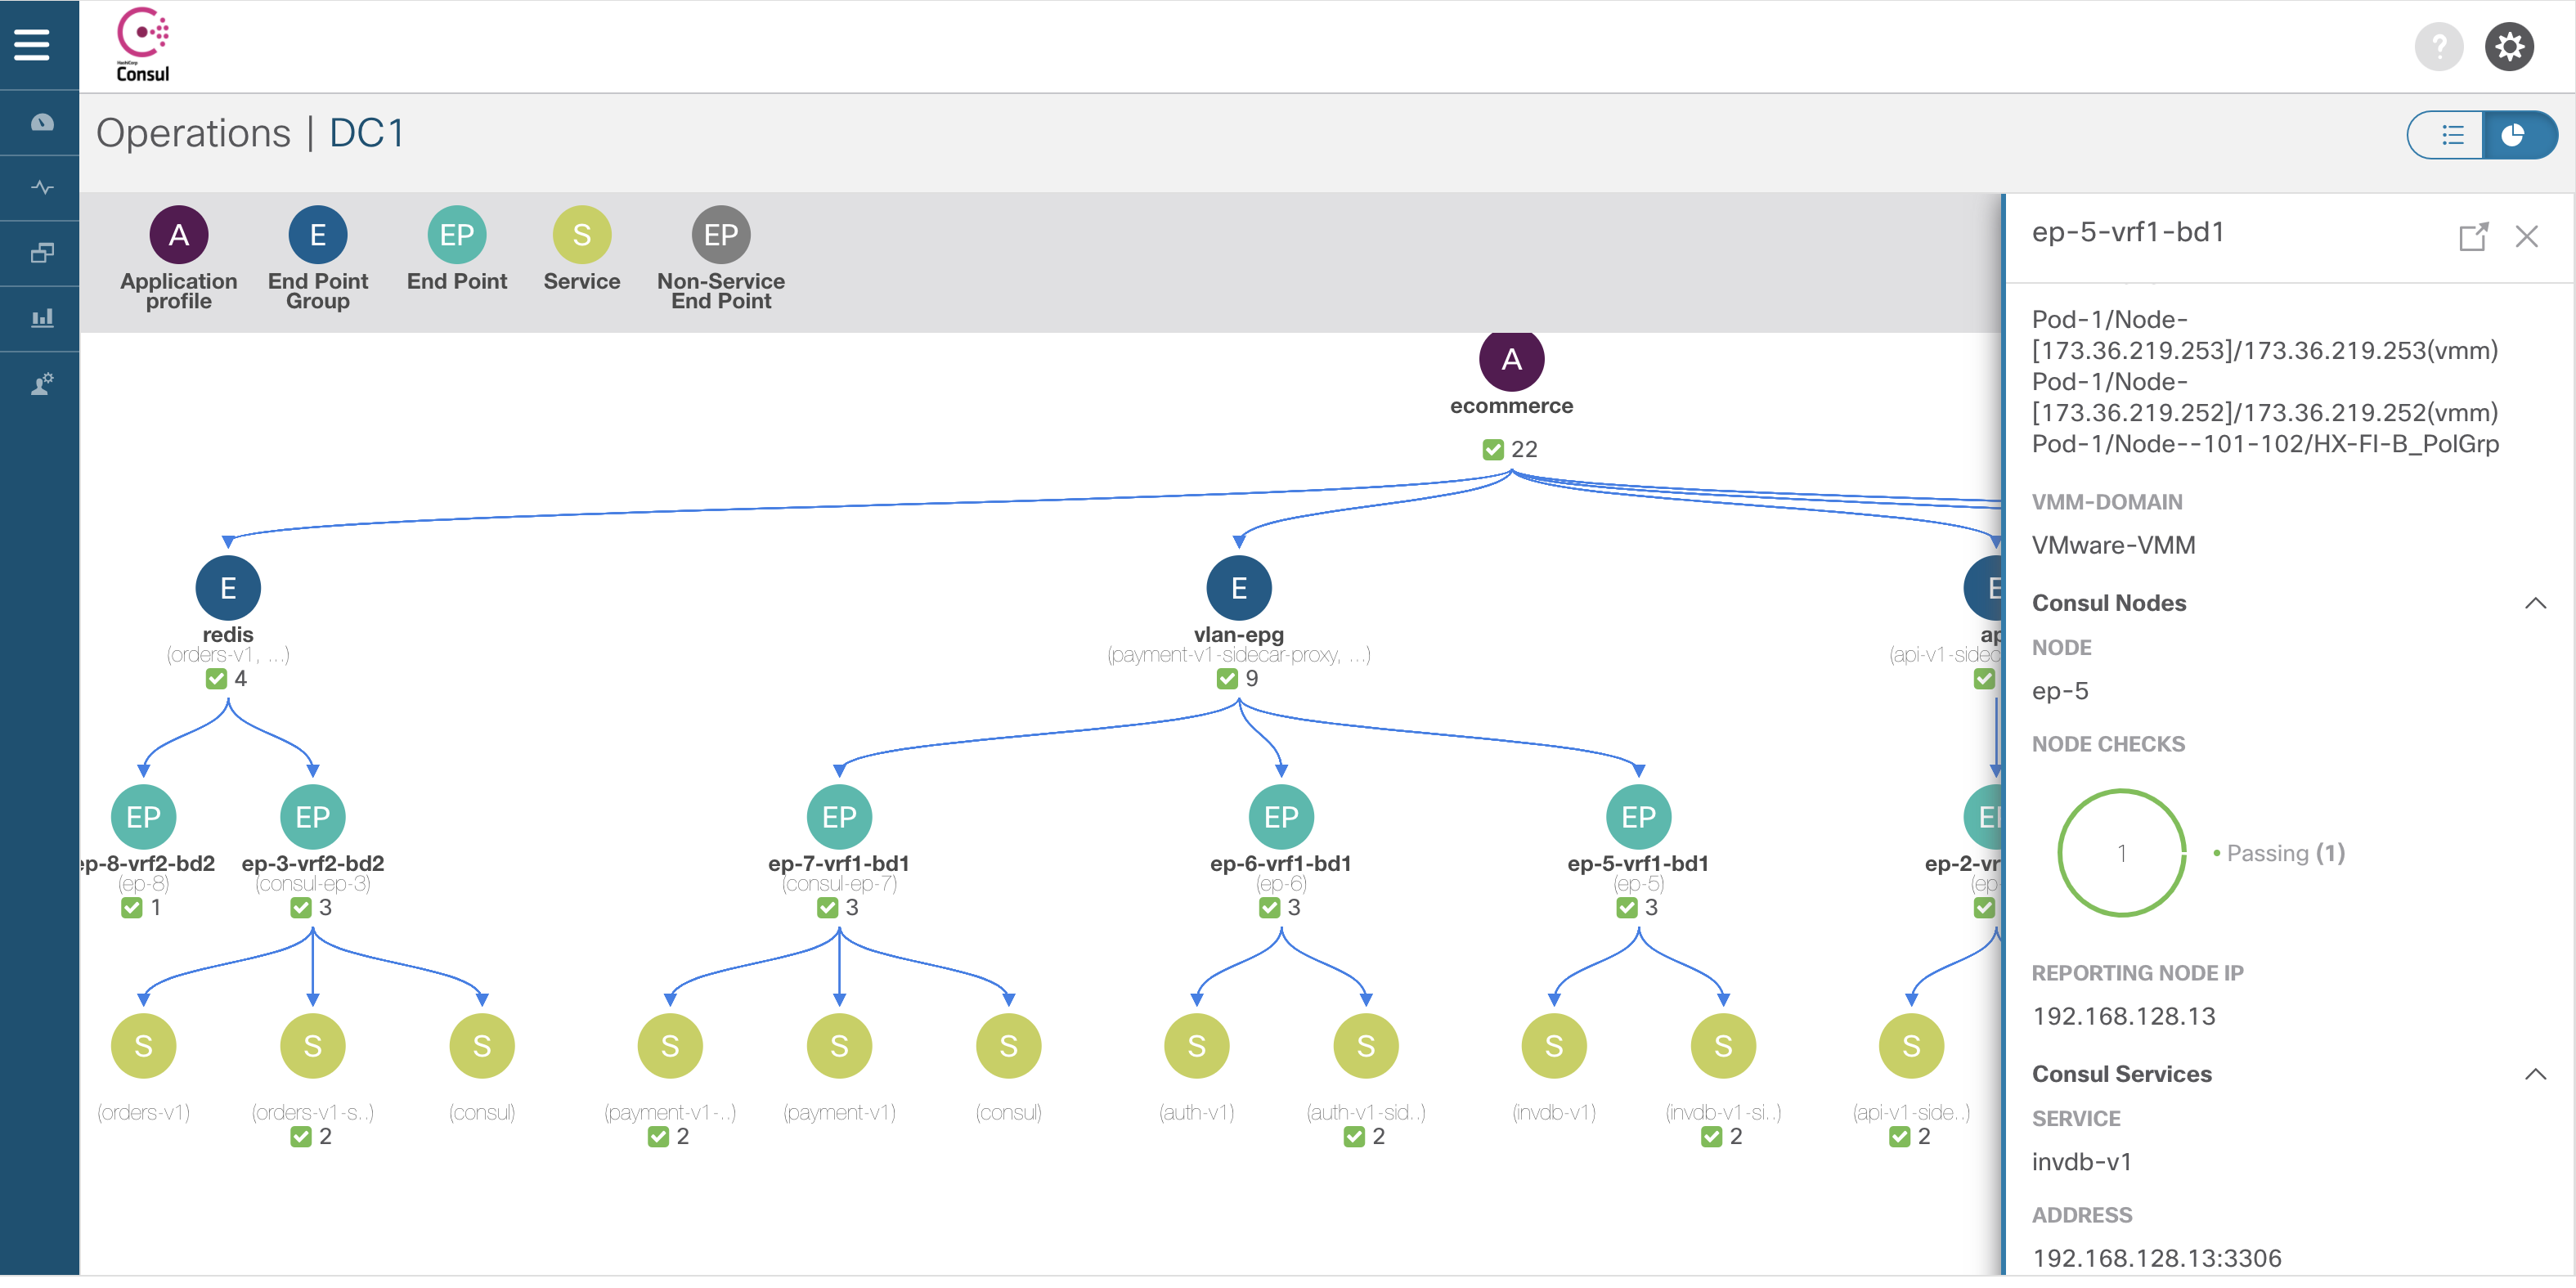 HashiCorp
Consul
?
Operations | DC1
A
Application
profile
E
End Point
Group
EP
End Point
S
Service
EP
Non-Service
End Point
A
ecommerce
22
E
redis
(orders-v1, ...)
4
E
vlan-epg
(payment-v1-sidecar-proxy, ...)
9
E
ap
(api-v1-sidec
EP
ep-8-vrf2-bd2
(ep-8)
1
EP
ep-3-vrf2-bd2
(consul-ep-3)
3
EP
ep-7-vrf1-bd1
(consul-ep-7)
3
EP
ep-6-vrf1-bd1
(ep-6)
3
EP
ep-5-vrf1-bd1
(ep-5)
3
EP
ep-2-vr
(ep-
S
(orders-v1)
S
(orders-v1-s..)
2
S
(consul)
S
(payment-v1-..)
2
S
(payment-v1)
S
(consul)
S
(auth-v1)
S
(auth-v1-sid..)
2
S
(invdb-v1)
S
(invdb-v1-si..)
2
S
(api-v1-side..)
2
ep-5-vrf1-bd1
Pod-1/Node-
[173.36.219.253]/173.36.219.253(vmm)
Pod-1/Node-
[173.36.219.252]/173.36.219.252(vmm)
Pod-1/Node--101-102/HX-FI-B_PolGrp
VMM-DOMAIN
VMware-VMM
Consul Nodes
NODE
ep-5
NODE CHECKS
1
• Passing (1)
REPORTING NODE IP
192.168.128.13
Consul Services
SERVICE
invdb-v1
ADDRESS
192.168.128.13:3306